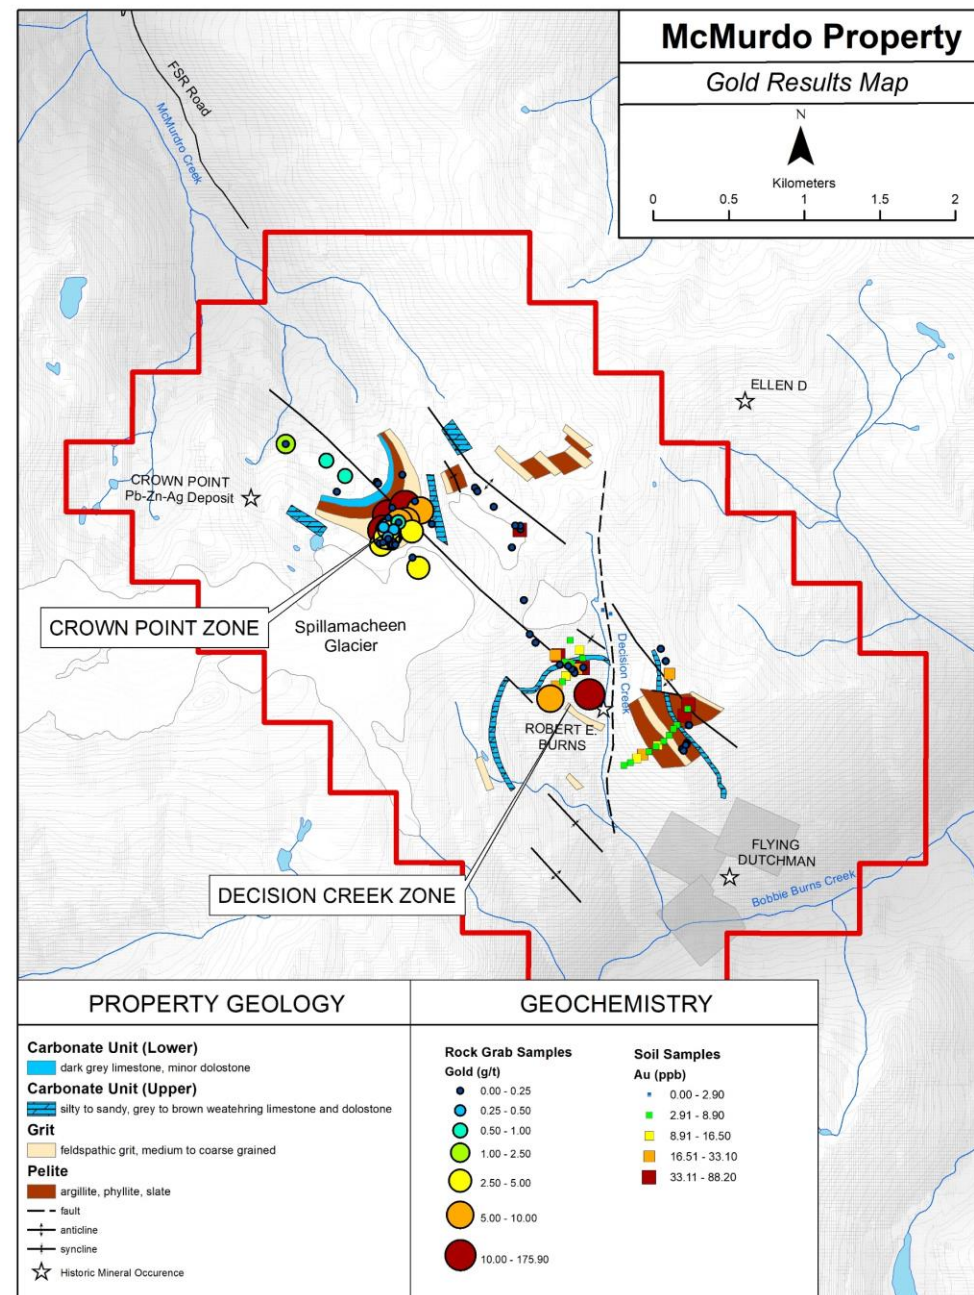 McMurdo Property
Gold Results Map
N
Kilometers
0 0.5 1 1.5 2
FSR Road
McMurdro Creek
ELLEN D
CROWN POINT
Pb-Zn-Ag Deposit
CROWN POINT ZONE
Spillamacheen
Glacier
Decision Creek
ROBERT E.
BURNS
DECISION CREEK ZONE
FLYING
DUTCHMAN
Bobbie Burns Creek
PROPERTY GEOLOGY
Carbonate Unit (Lower)
dark grey limestone, minor dolostone
Carbonate Unit (Upper)
silty to sandy, grey to brown weatehring limestone and dolostone
Grit
feldspathic grit, medium to coarse grained
Pelite
argillite, phyllite, slate
fault
anticline
syncline
Historic Mineral Occurence
GEOCHEMISTRY
Rock Grab Samples
Gold (g/t)
0.00 - 0.25
0.25 - 0.50
0.50 - 1.00
1.00 - 2.50
2.50 - 5.00
5.00 - 10.00
10.00 - 175.90
Soil Samples
Au (ppb)
0.00 - 2.90
2.91 - 8.90
8.91 - 16.50
16.51 - 33.10
33.11 - 88.20